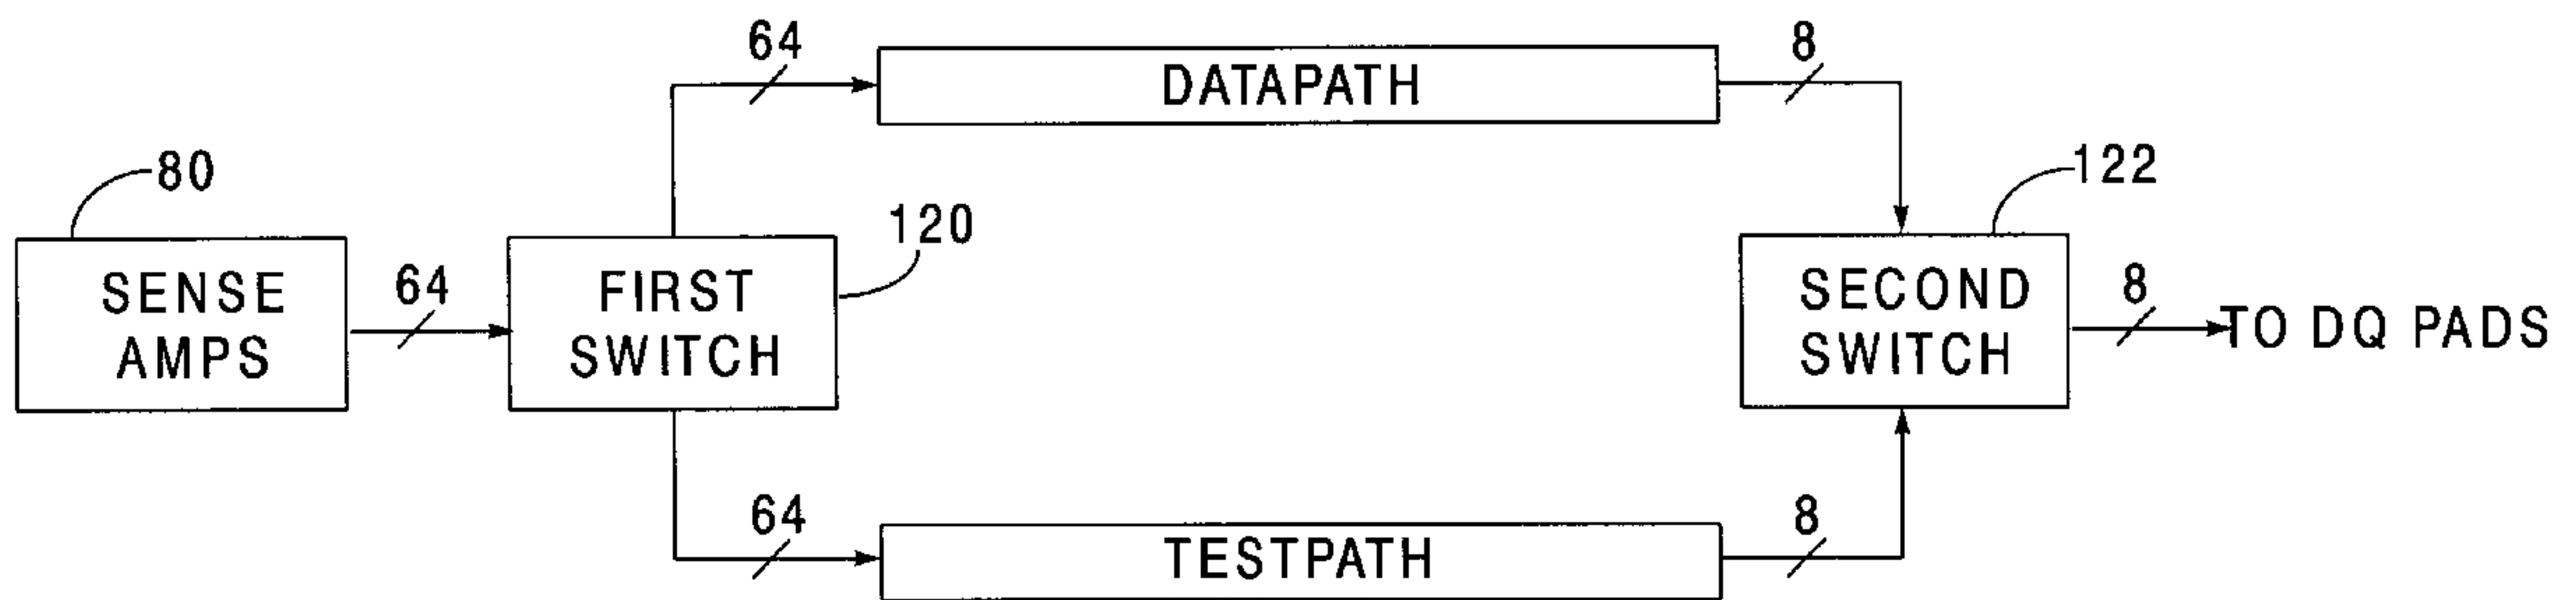 64
DATAPATH
8
80
SENSE
AMPS
64
FIRST
SWITCH
120
122
SECOND
SWITCH
8
TO DQ PADS
64
TESTPATH
8